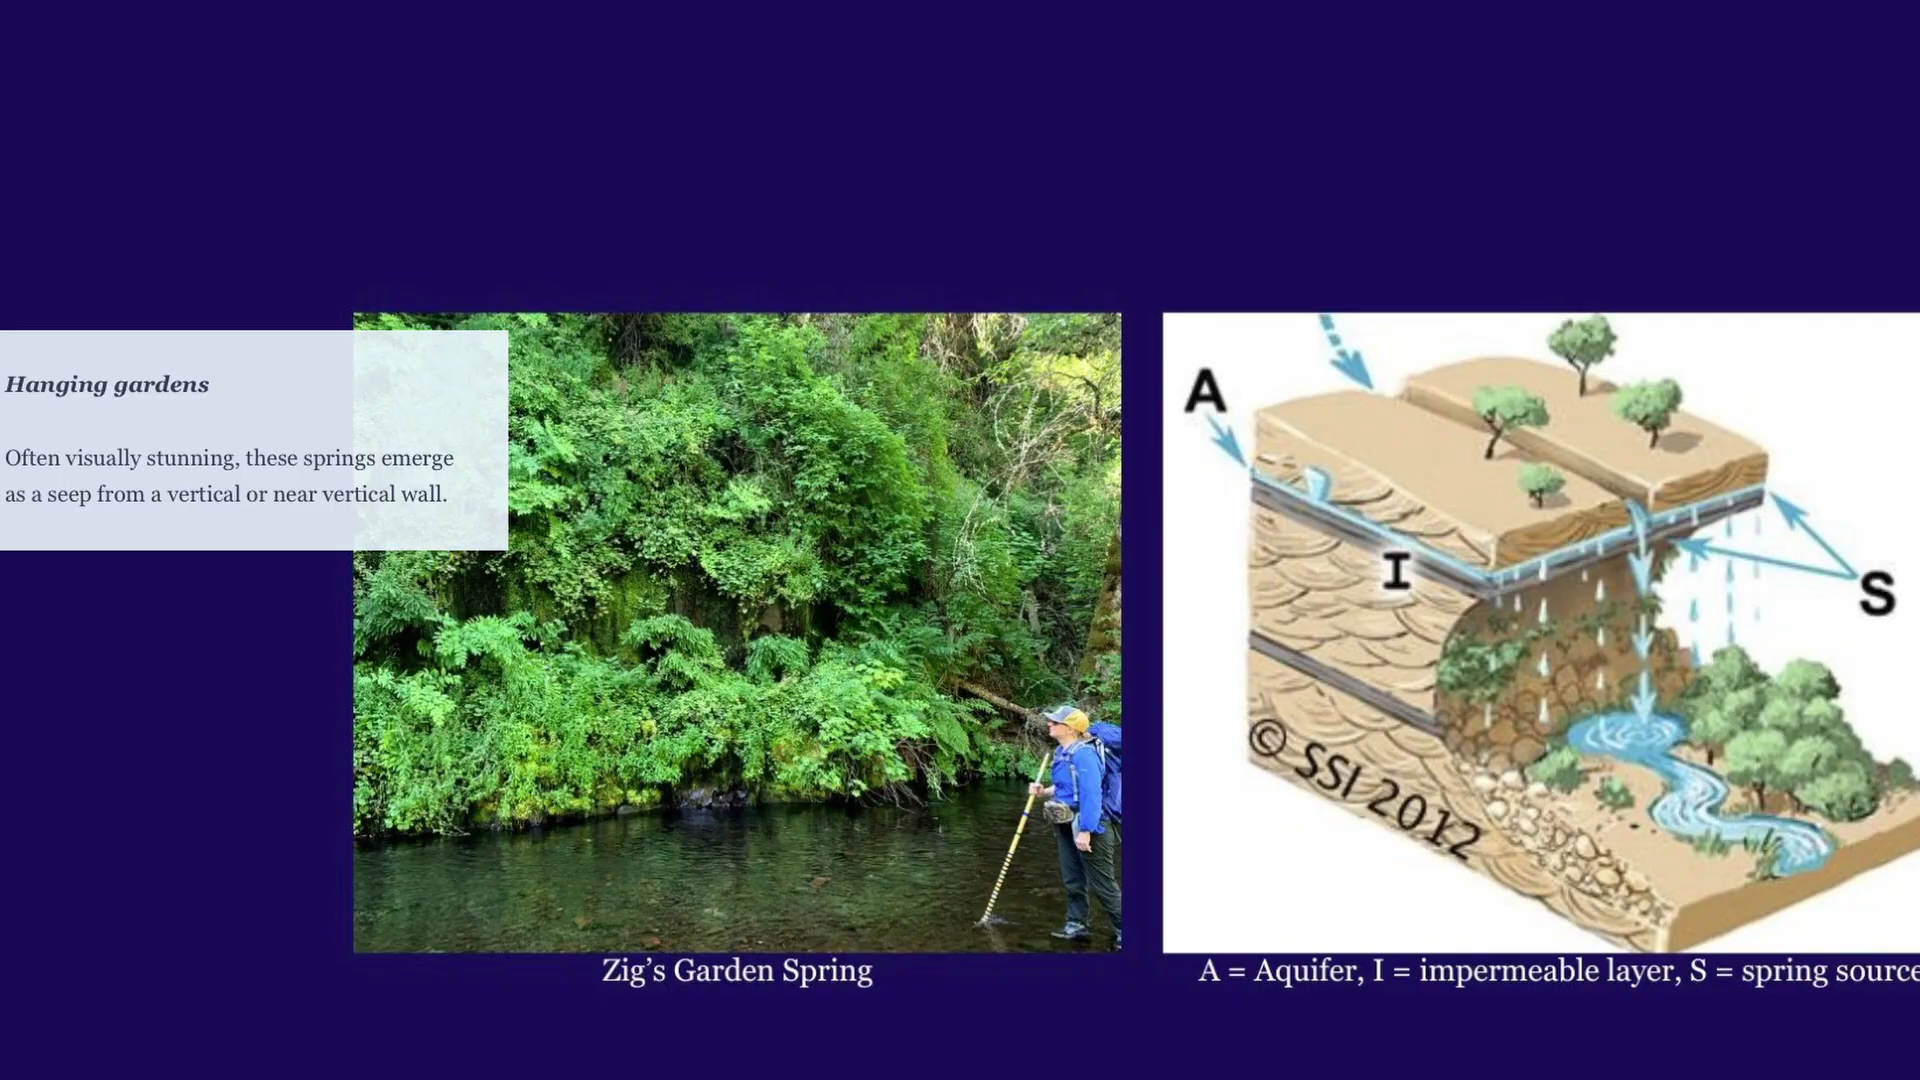 Hanging gardens
Often visually stunning, these springs emerge
as a seep from a vertical or near vertical wall.
A
I
S
© SSI 2012
Zig’s Garden Spring
A = Aquifer, I = impermeable layer, S = spring source